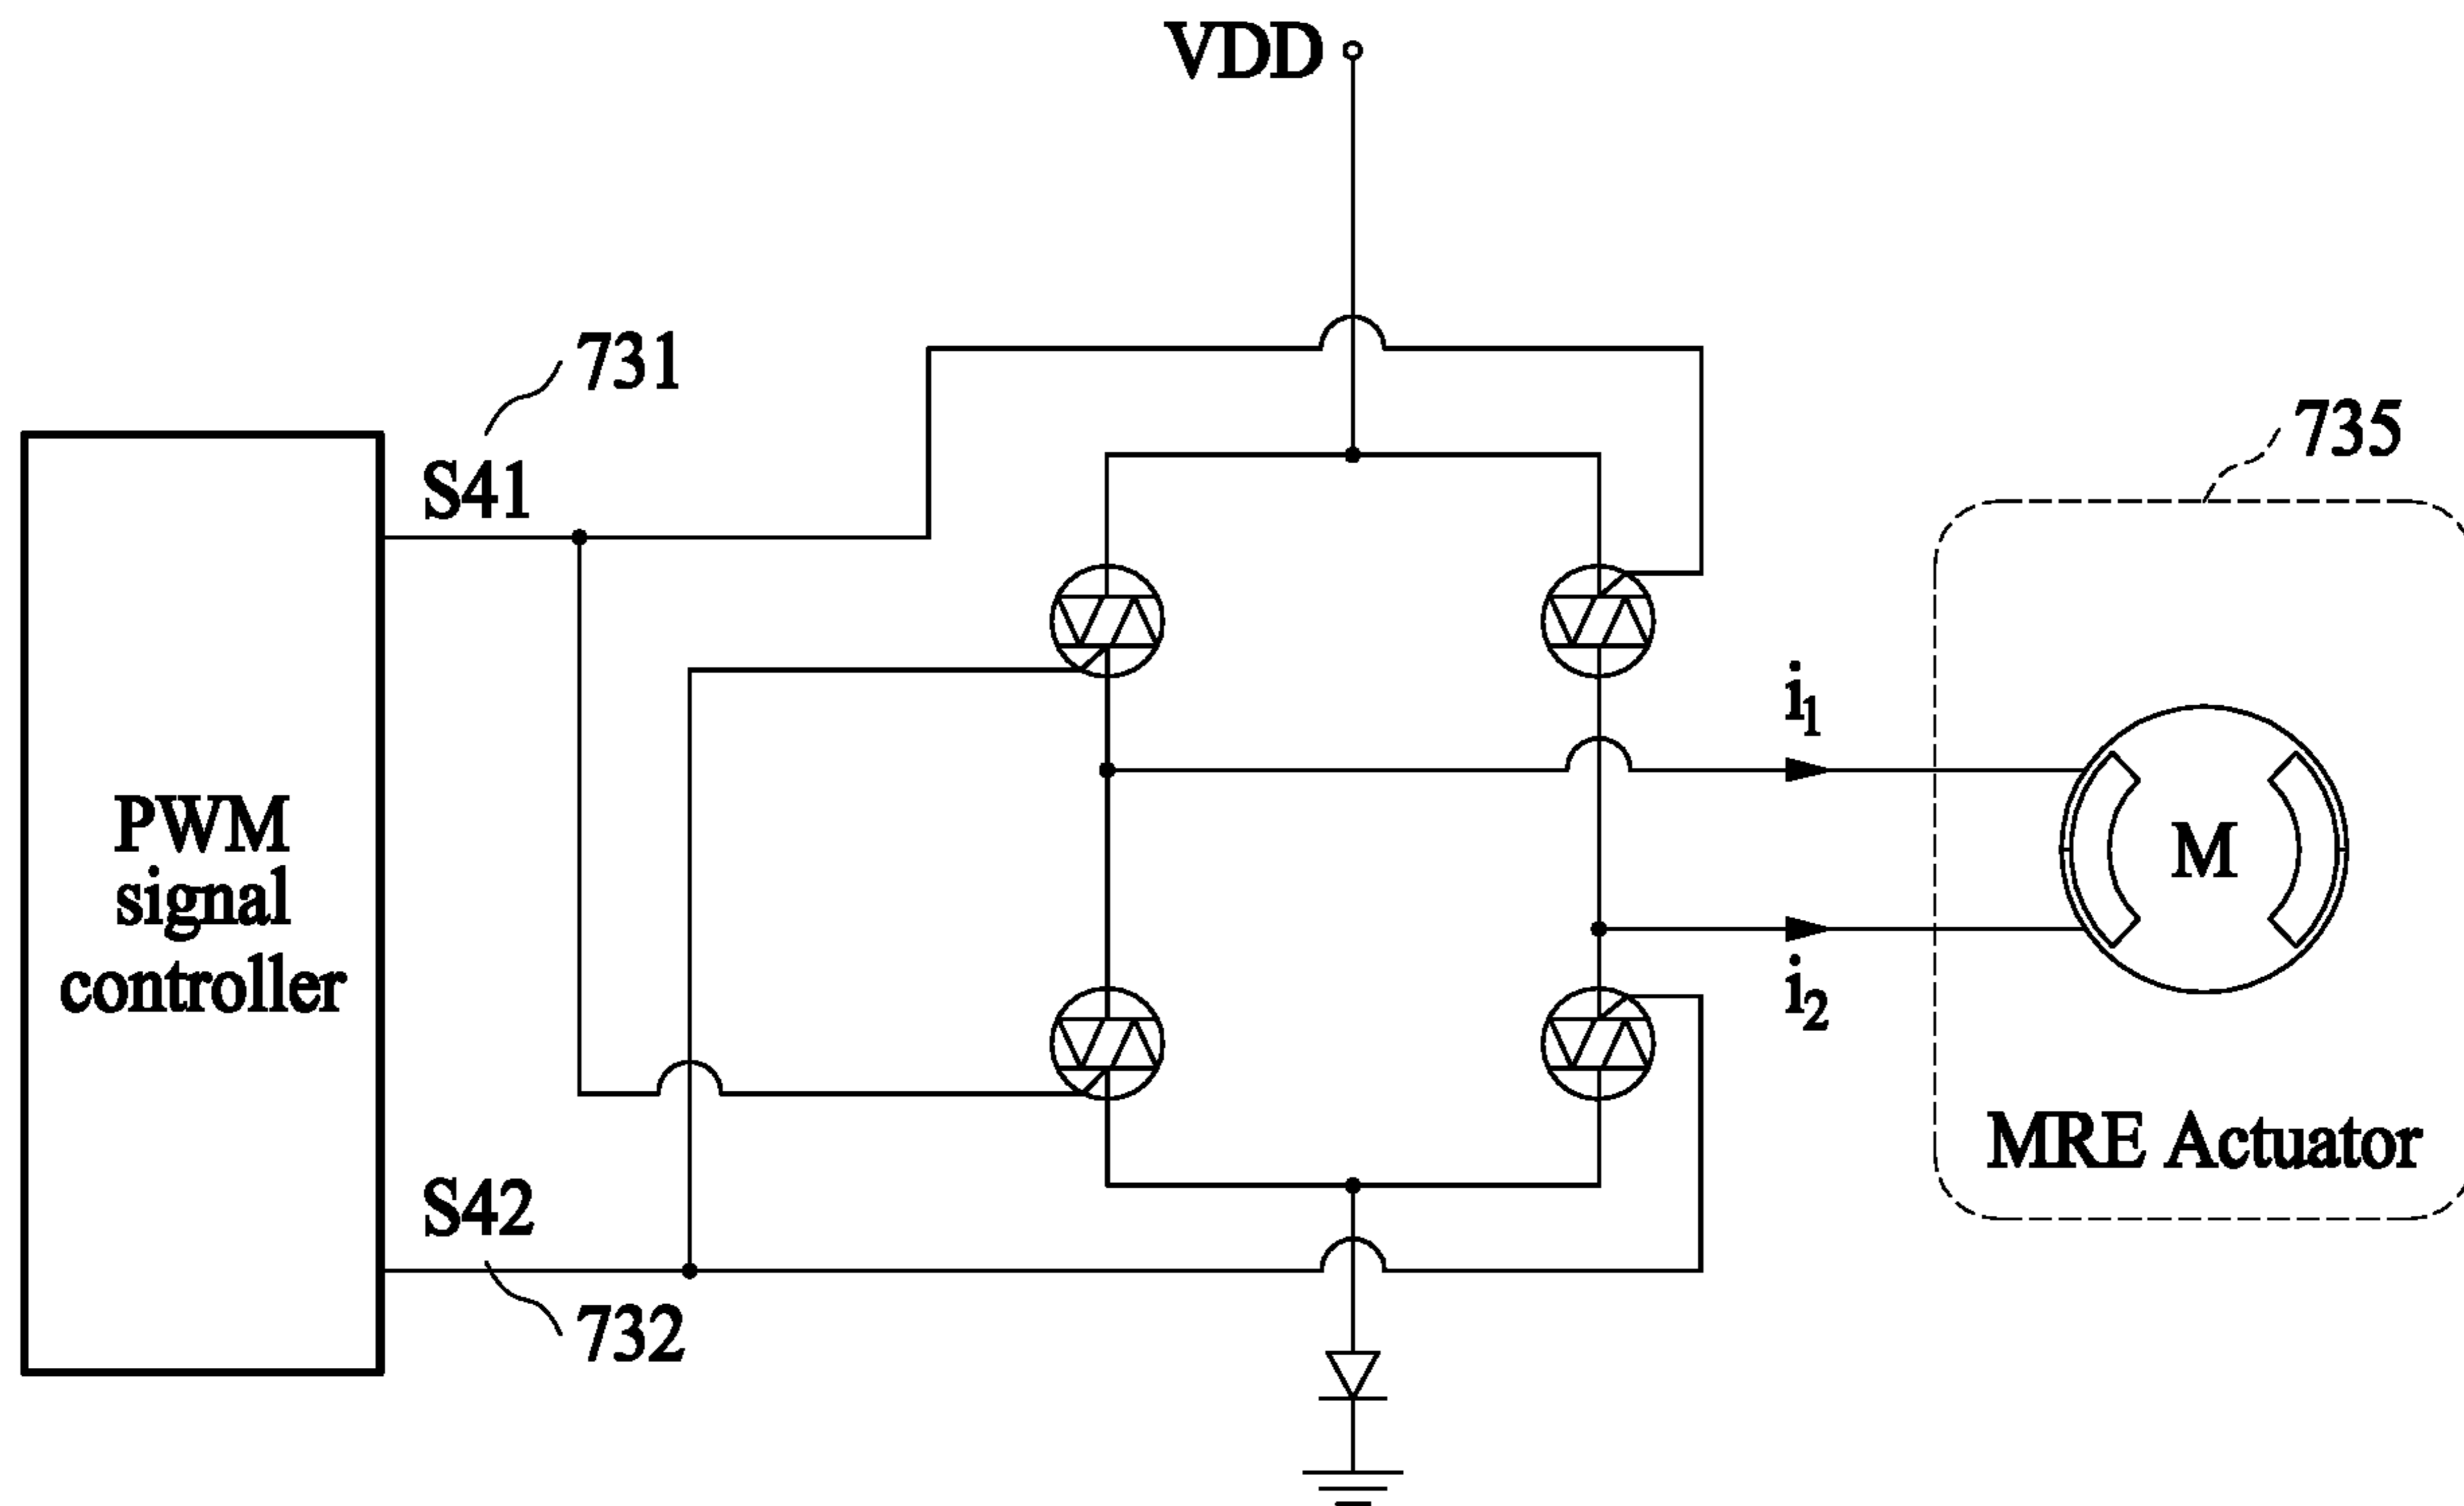 VDD
731
S41
735
i1
PWM
signal
controller
M
i2
MRE Actuator
S42
732